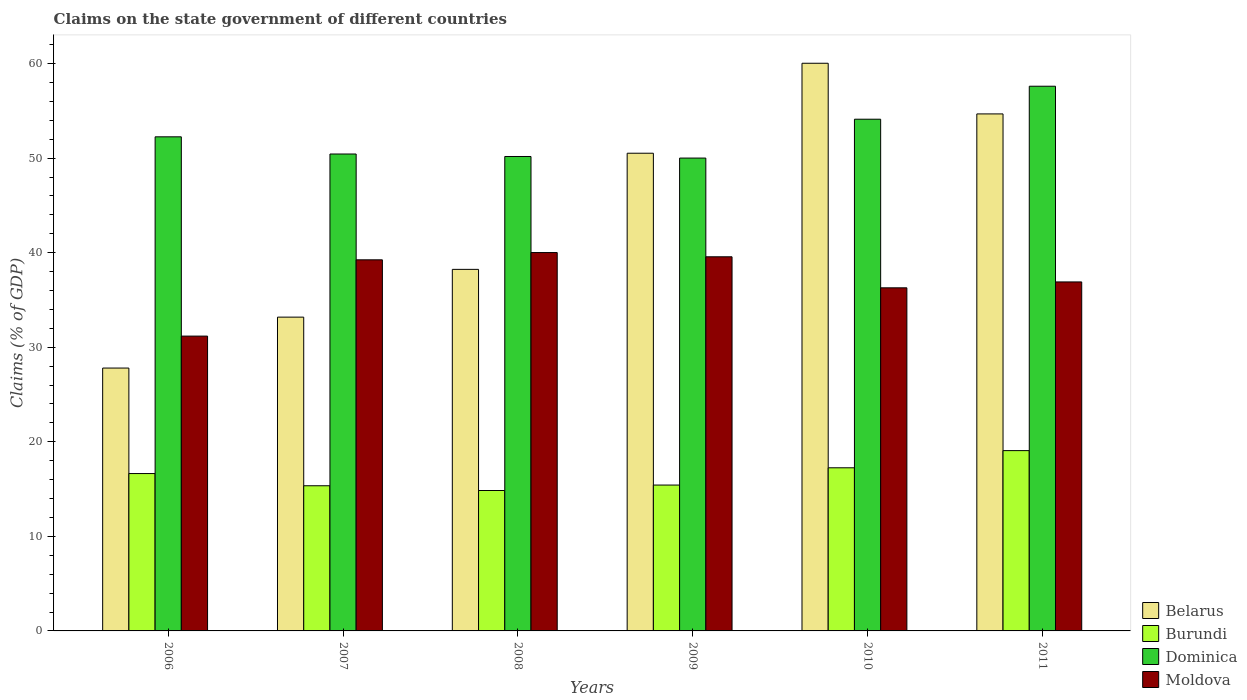 Claims on the state government of different countries
Claims (% of GDP)
60
50
40
30
20
10
0
2006
2007
2008
2009
2010
2011
Years
Belarus
Burundi
Dominica
Moldova